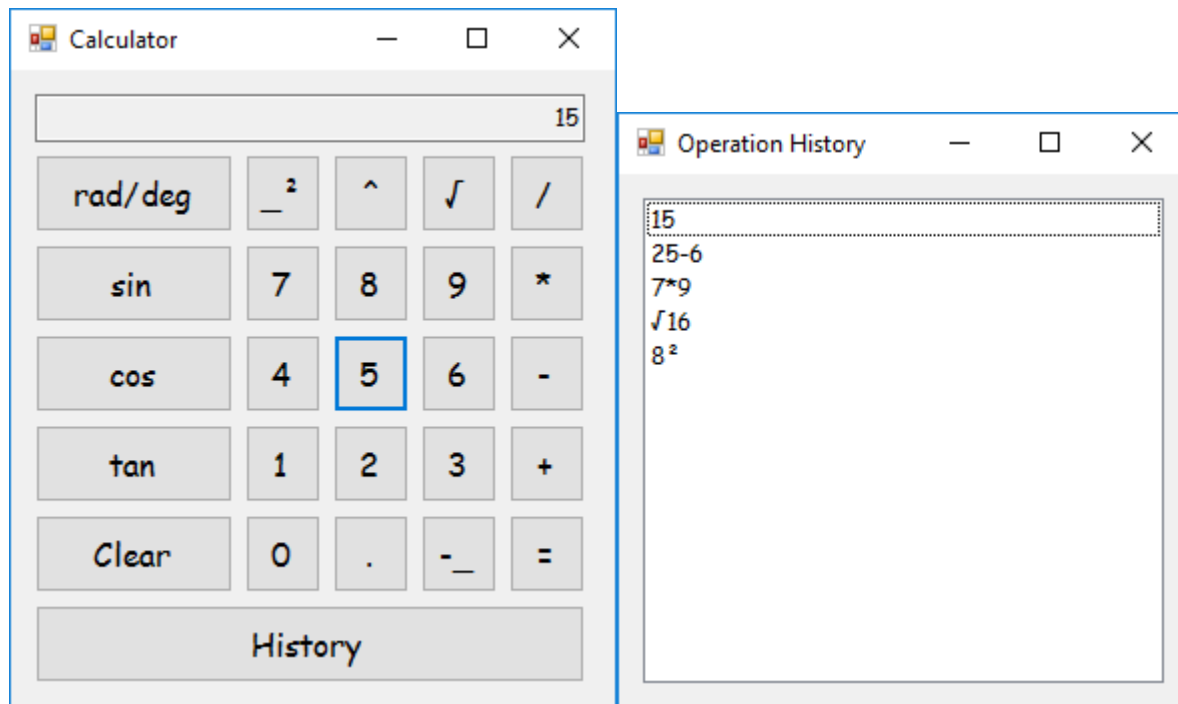 Calculator
15
rad/deg _² ^ √ /
sin 7 8 9 *
cos 4 5 6 -
tan 1 2 3 +
Clear 0 . -_ =
History
Operation History
15
25-6
7*9
√16
8²